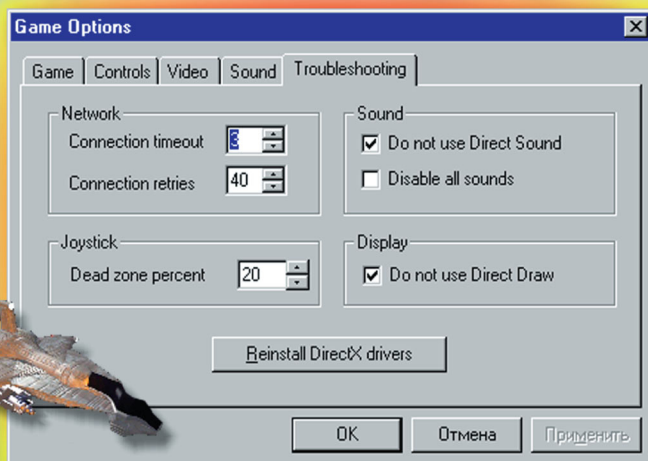 Game Options
Game Controls Video Sound Troubleshooting
Network
Connection timeout 3
Connection retries 40
Sound
Do not use Direct Sound
Disable all sounds
Joystick
Dead zone percent 20
Display
Do not use Direct Draw
Reinstall DirectX drivers
OK Отмена Применить